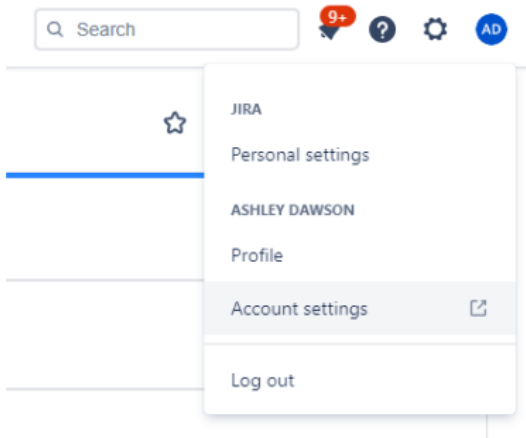 Search
9+
AD
JIRA
Personal settings
ASHLEY DAWSON
Profile
Account settings
Log out